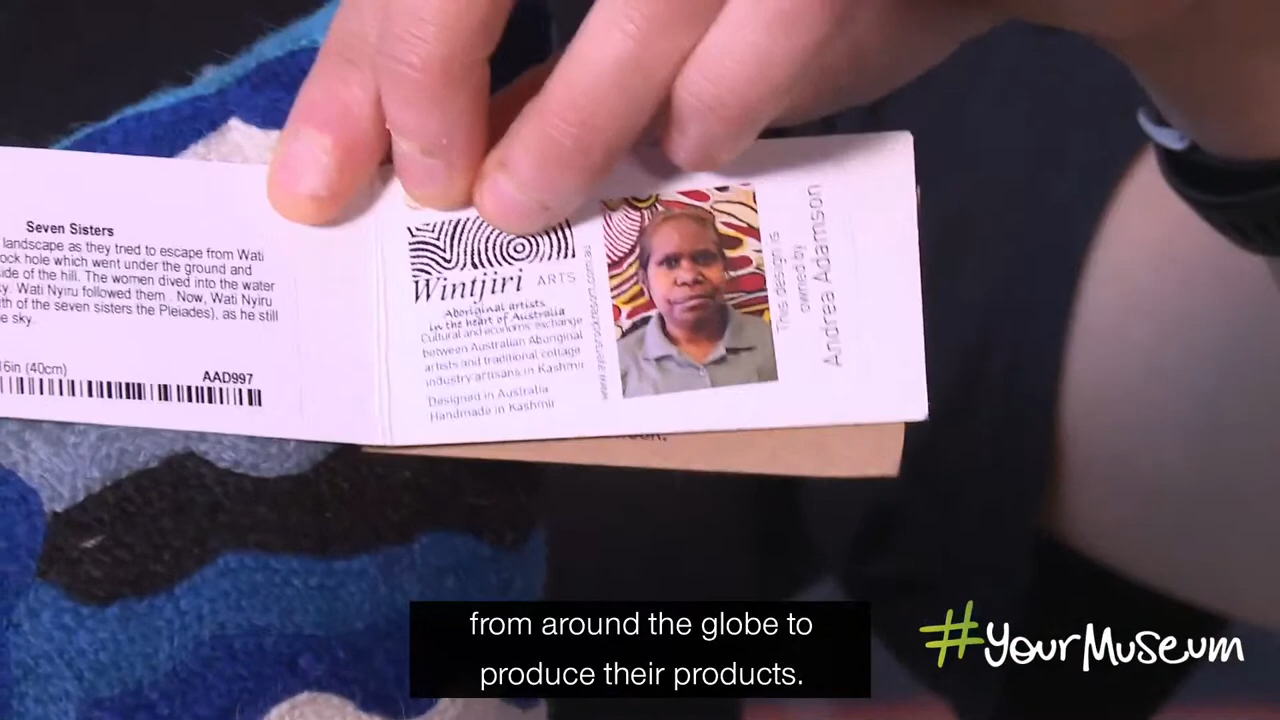 Seven Sisters
landscape as they tried to escape from Wati
ock hole which went under the ground and
ide of the hill. The women dived into the water
y. Wati Nyiru followed them . Now, Wati Nyiru
th of the seven sisters the Pleiades), as he still
e sky.
6in (40cm)
AAD997
Wintjiri ARTS
Aboriginal artists
in the heart of Australia
Cultural and economic exchange
between Australian Aboriginal
artists and traditional cottage
industry artisans in Kashmir
Designed in Australia
Handmade in Kashmir
This design is
owned by
Andrea Adamson
from around the globe to
produce their products.
#YourMuseum